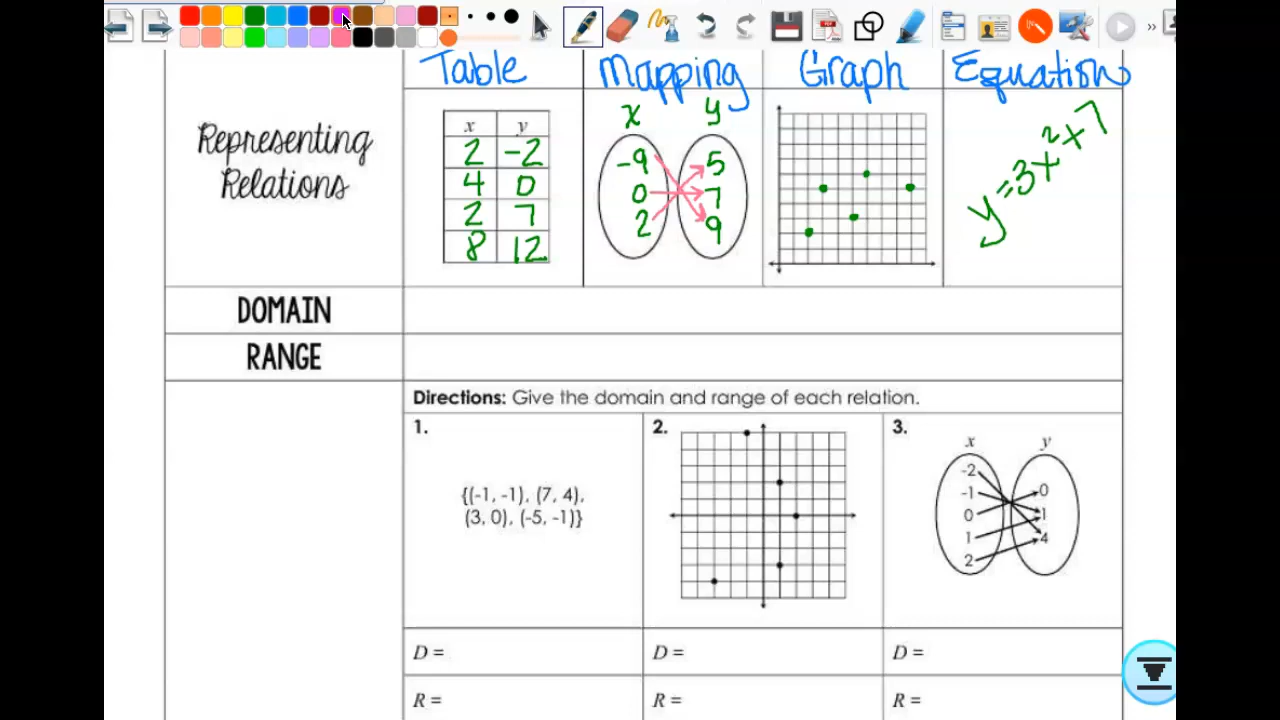 Table Mapping Graph Equation
Representing
Relations
x y
2 -2
4 0
2 7
8 12
x y
-9 5
0 7
2 9
y=3x²+7
DOMAIN
RANGE
Directions: Give the domain and range of each relation.
1.
{(-1, -1), (7, 4),
(3, 0), (-5, -1)}
2.
3.
x y
-2
-1 0
0 1
1 4
2
D = D = D =
R = R = R =